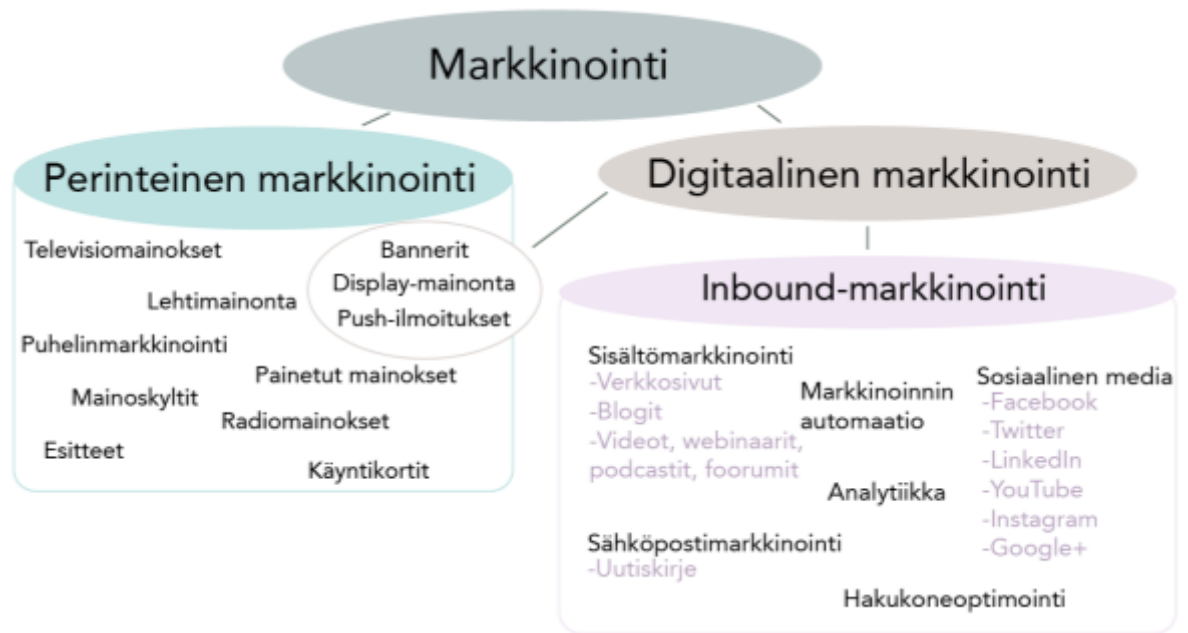 Markkinointi
Perinteinen markkinointi
Televisiomainokset
Lehtimainonta
Puhelinmarkkinointi
Painetut mainokset
Mainoskyltit
Radiomainokset
Esitteet
Käyntikortit
Bannerit
Display-mainonta
Push-ilmoitukset
Digitaalinen markkinointi
Inbound-markkinointi
Sisältömarkkinointi
-Verkkosivut
-Blogit
-Videot, webinaarit,
podcastit, foorumit
Sähköpostimarkkinointi
-Uutiskirje
Markkinoinnin
automaatio
Analytiikka
Hakukoneoptimointi
Sosiaalinen media
-Facebook
-Twitter
-LinkedIn
-YouTube
-Instagram
-Google+